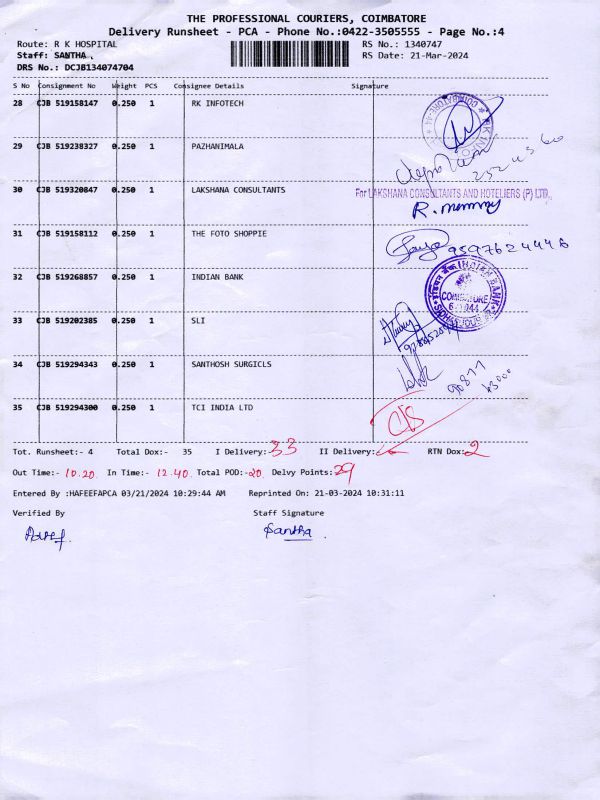 THE PROFESSIONAL COURIERS, COIMBATORE
Delivery Runsheet - PCA - Phone No.:0422-3505555 - Page No.:4
Route: R K HOSPITAL RS No.: 1340747
Staff: SANTHA. RS Date: 21-Mar-2024
DRS No.: DCJB134074704
S No Consignment No Weight PCS Consignee Details Signature
28 CJB 519158147 0.250 1 RK INFOTECH
29 CJB 519238327 0.250 1 PAZHANIMALA
30 CJB 519320847 0.250 1 LAKSHANA CONSULTANTS
For LAKSHANA CONSULTANTS AND HOTELIERS (P) LTD.
31 CJB 519158112 0.250 1 THE FOTO SHOPPIE
9597624446
32 CJB 519268857 0.250 1 INDIAN BANK
INDIAN BANK
COIMBATORE
33 CJB 519202385 0.250 1 SLI
34 CJB 519294343 0.250 1 SANTHOSH SURGICLS
35 CJB 519294300 0.250 1 TCI INDIA LTD
Tot. Runsheet:- 4 Total Dox:- 35 I Delivery: 33 II Delivery: RTN Dox: 2
Out Time:- 10.20 In Time:- 12.40 Total POD:- 20 Delvy Points: 29
Entered By :HAFEEFAPCA 03/21/2024 10:29:44 AM Reprinted On: 21-03-2024 10:31:11
Verified By Staff Signature
Santha